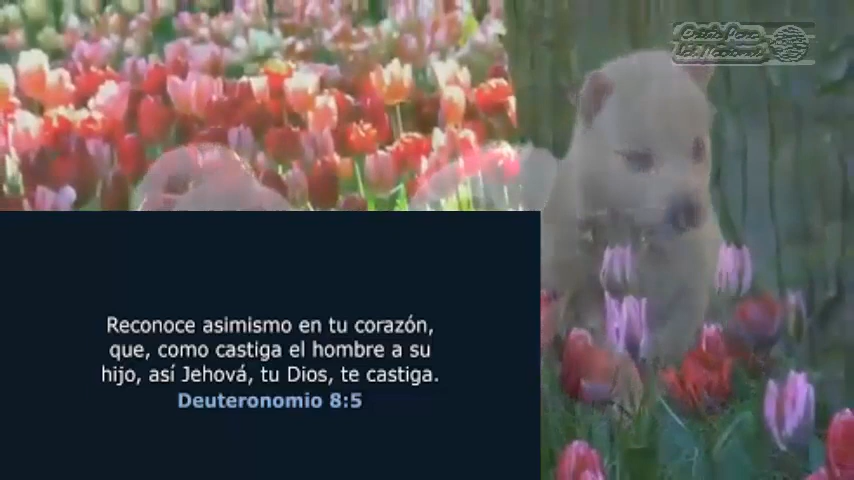 Reconoce asimismo en tu corazón,
que, como castiga el hombre a su
hijo, así Jehová, tu Dios, te castiga.
Deuteronomio 8:5